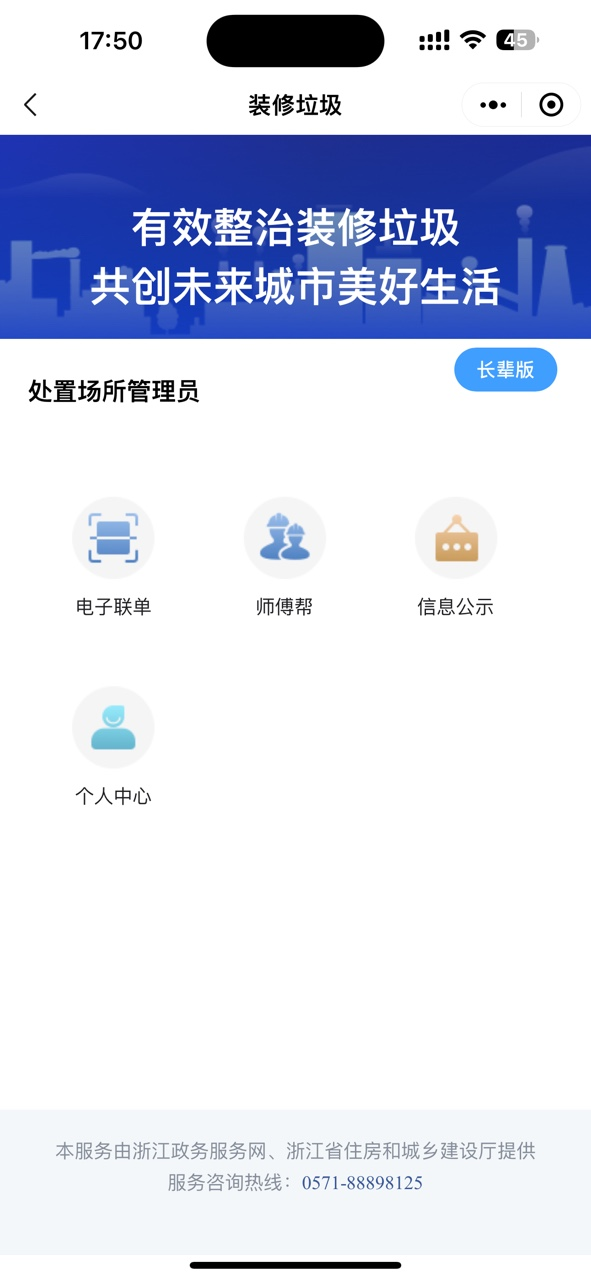 17:50
45
装修垃圾
有效整治装修垃圾
共创未来城市美好生活
长辈版
处置场所管理员
电子联单
师傅帮
信息公示
个人中心
本服务由浙江政务服务网、浙江省住房和城乡建设厅提供
服务咨询热线：0571-88898125